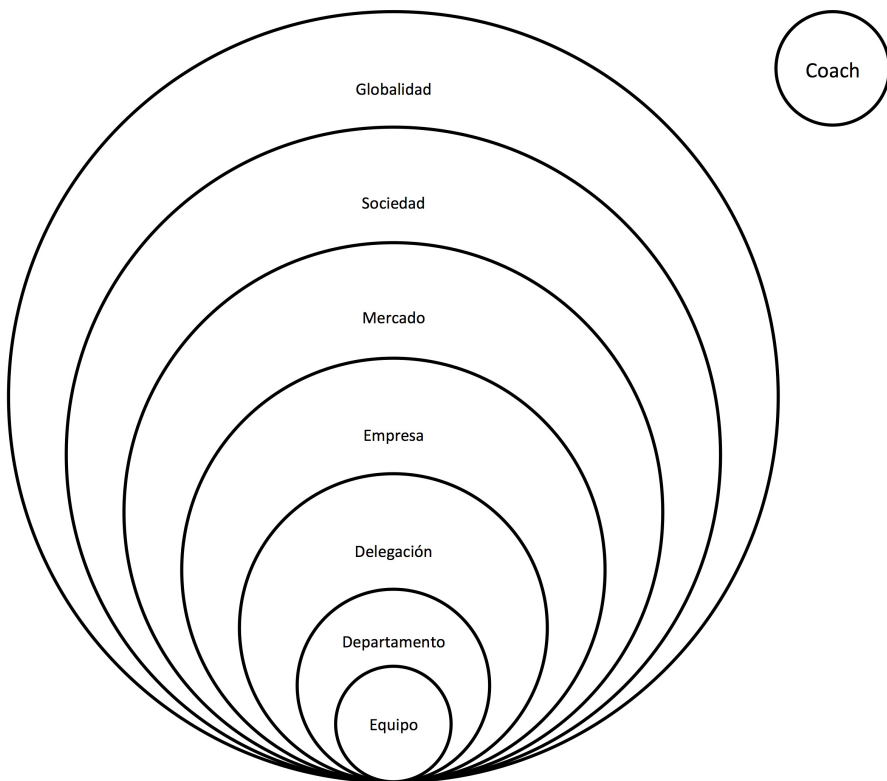 Coach
Globalidad
Sociedad
Mercado
Empresa
Delegación
Departamento
Equipo